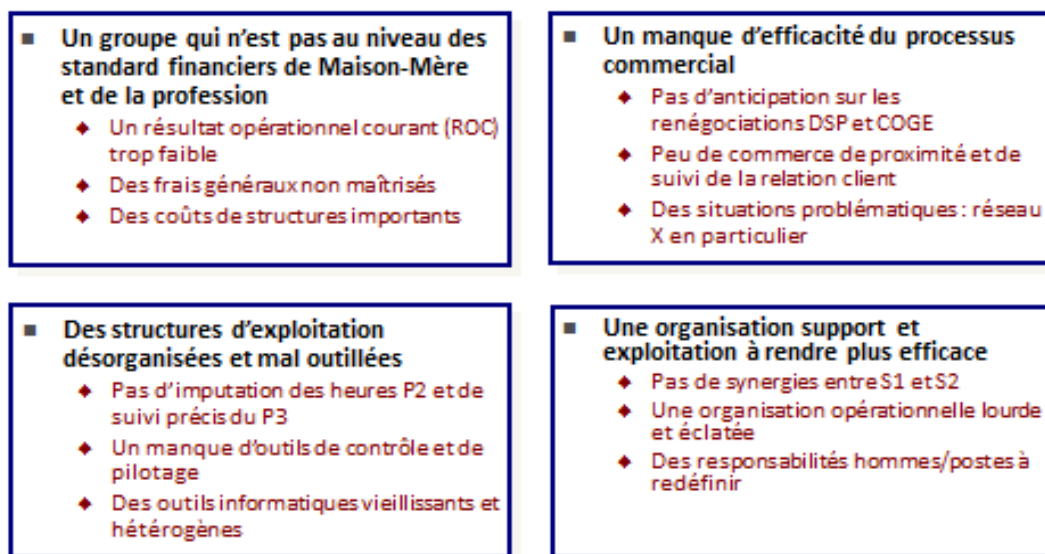 Un groupe qui n'est pas au niveau des
standard financiers de Maison-Mère
et de la profession
Un résultat opérationnel courant (ROC)
trop faible
Des frais généraux non maîtrisés
Des coûts de structures importants
Un manque d'efficacité du processus
commercial
Pas d'anticipation sur les
renégociations DSP et COGE
Peu de commerce de proximité et de
suivi de la relation client
Des situations problématiques : réseau
X en particulier
Des structures d'exploitation
désorganisées et mal outillées
Pas d'imputation des heures P2 et de
suivi précis du P3
Un manque d'outils de contrôle et de
pilotage
Des outils informatiques vieillissants et
hétérogènes
Une organisation support et
exploitation à rendre plus efficace
Pas de synergies entre S1 et S2
Une organisation opérationnelle lourde
et éclatée
Des responsabilités hommes/postes à
redéfinir